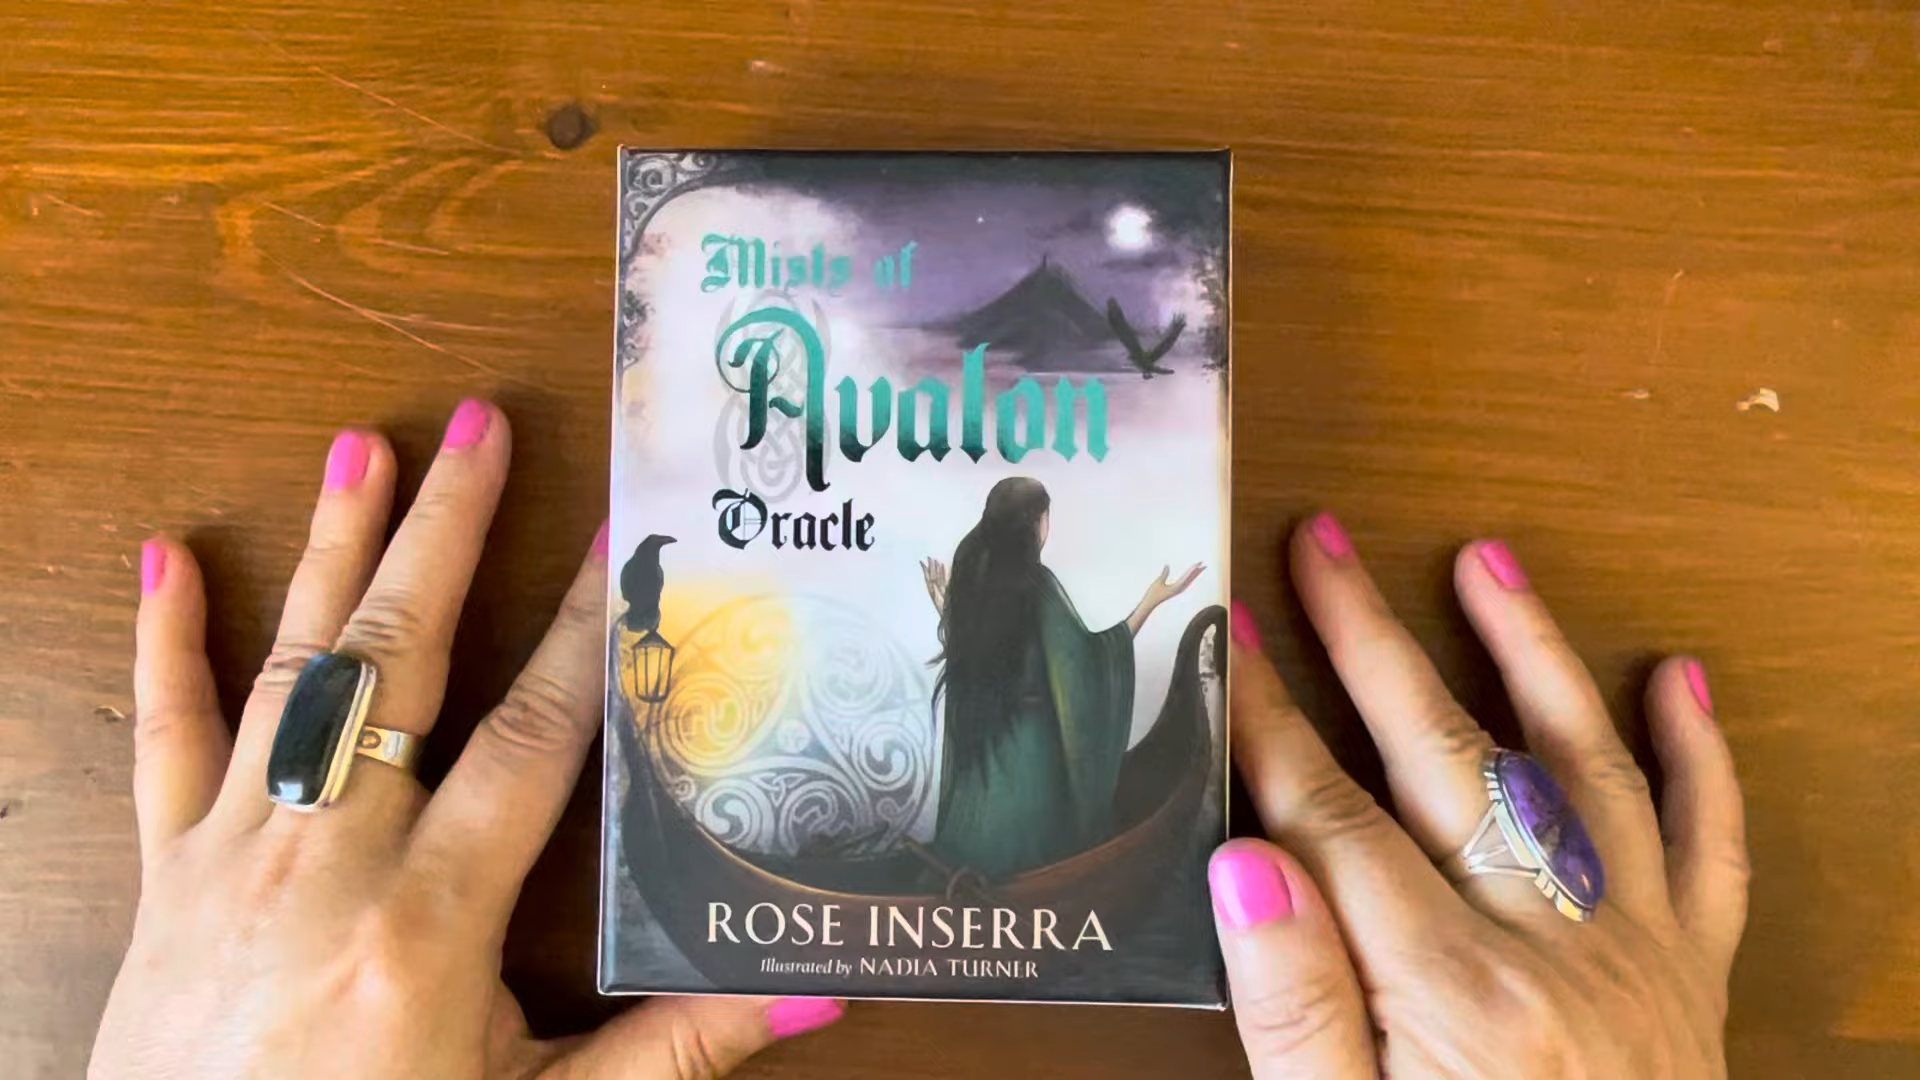 Mists of
Avalon
Oracle
ROSE INSERRA
Illustrated by NADIA TURNER